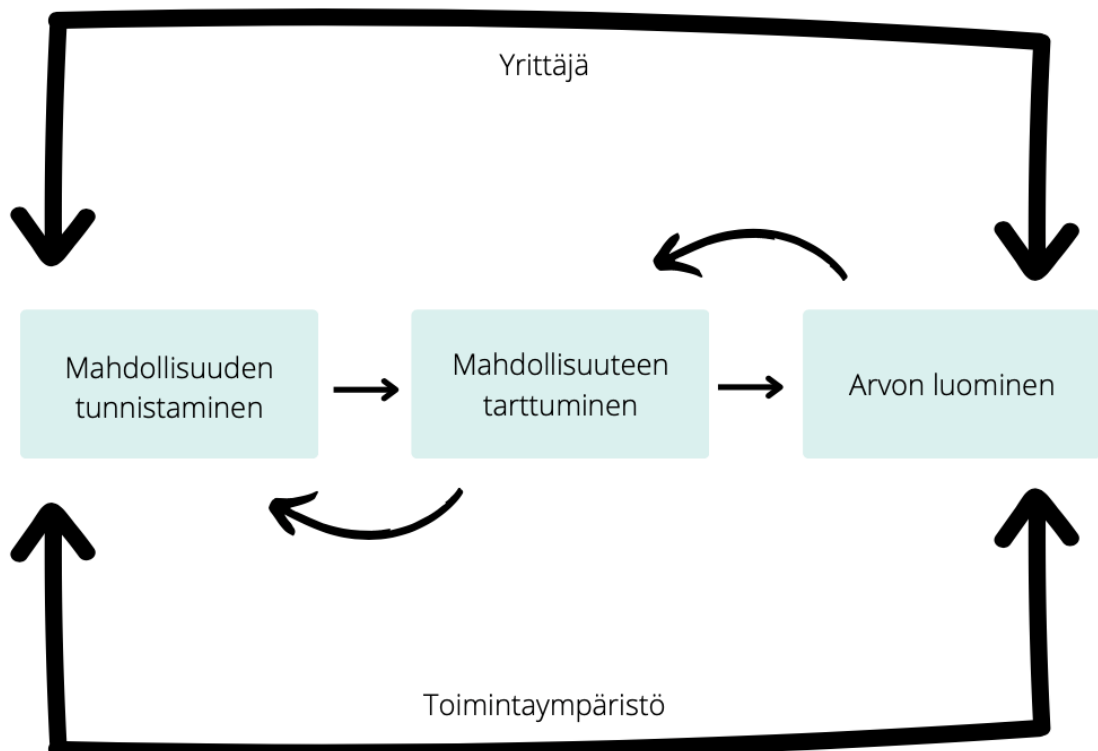 Yrittäjä
Mahdollisuuden
tunnistaminen
Mahdollisuuteen
tarttuminen
Arvon luominen
Toimintaympäristö